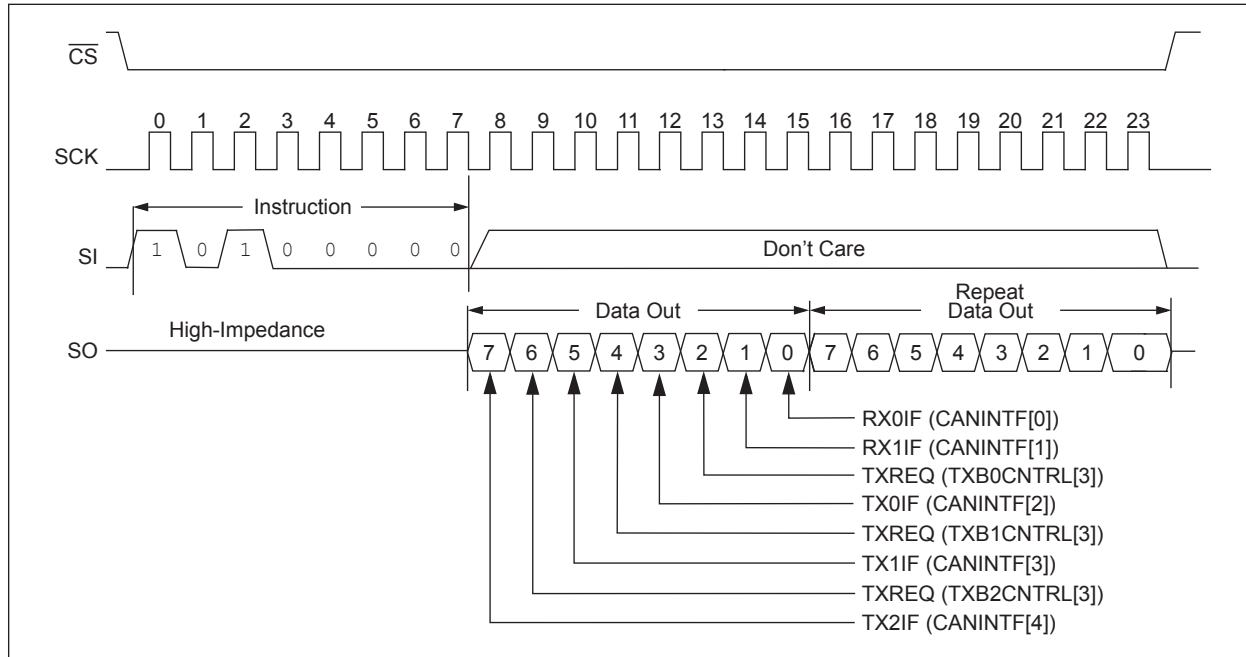 CS
0 1 2 3 4 5 6 7 8 9 10 11 12 13 14 15 16 17 18 19 20 21 22 23
SCK
Instruction
SI
1 0 1 0 0 0 0 0
Don't Care
Repeat
Data Out
Data Out
High-Impedance
SO
7 6 5 4 3 2 1 0 7 6 5 4 3 2 1 0
RX0IF (CANINTF[0])
RX1IF (CANINTF[1])
TXREQ (TXB0CNTRL[3])
TX0IF (CANINTF[2])
TXREQ (TXB1CNTRL[3])
TX1IF (CANINTF[3])
TXREQ (TXB2CNTRL[3])
TX2IF (CANINTF[4])